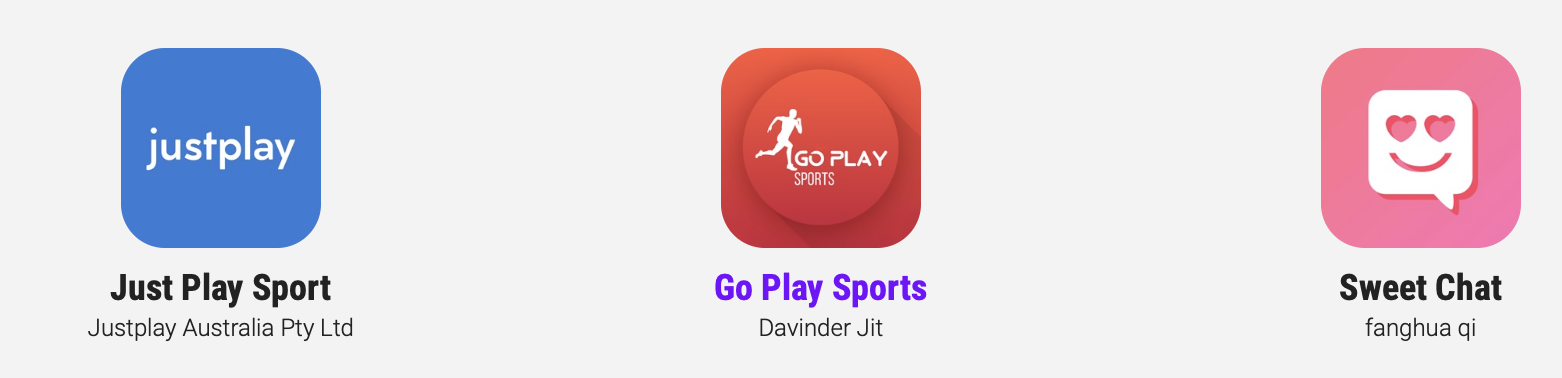 justplay
GO PLAY
SPORTS
Just Play Sport
Go Play Sports
Sweet Chat
Justplay Australia Pty Ltd
Davinder Jit
fanghua qi